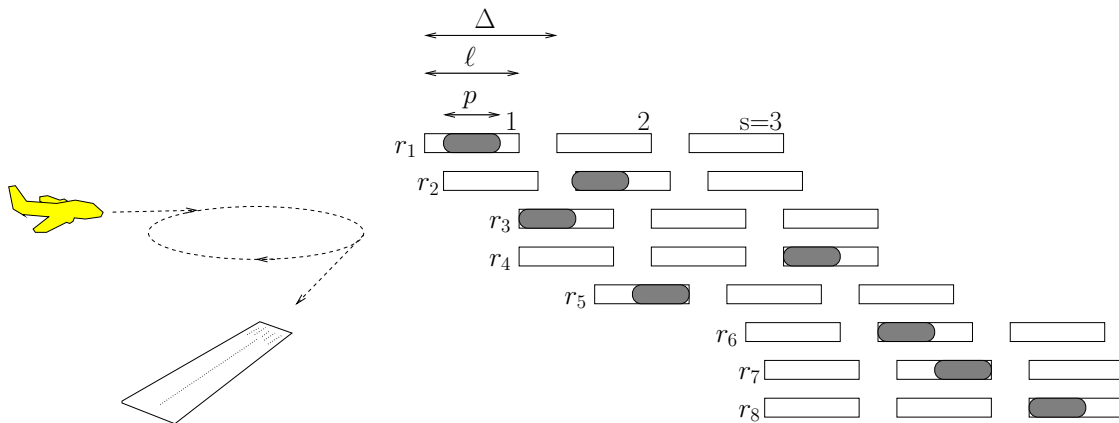 Δ
ℓ
p
1 2 s=3
r₁
r₂
r₃
r₄
r₅
r₆
r₇
r₈